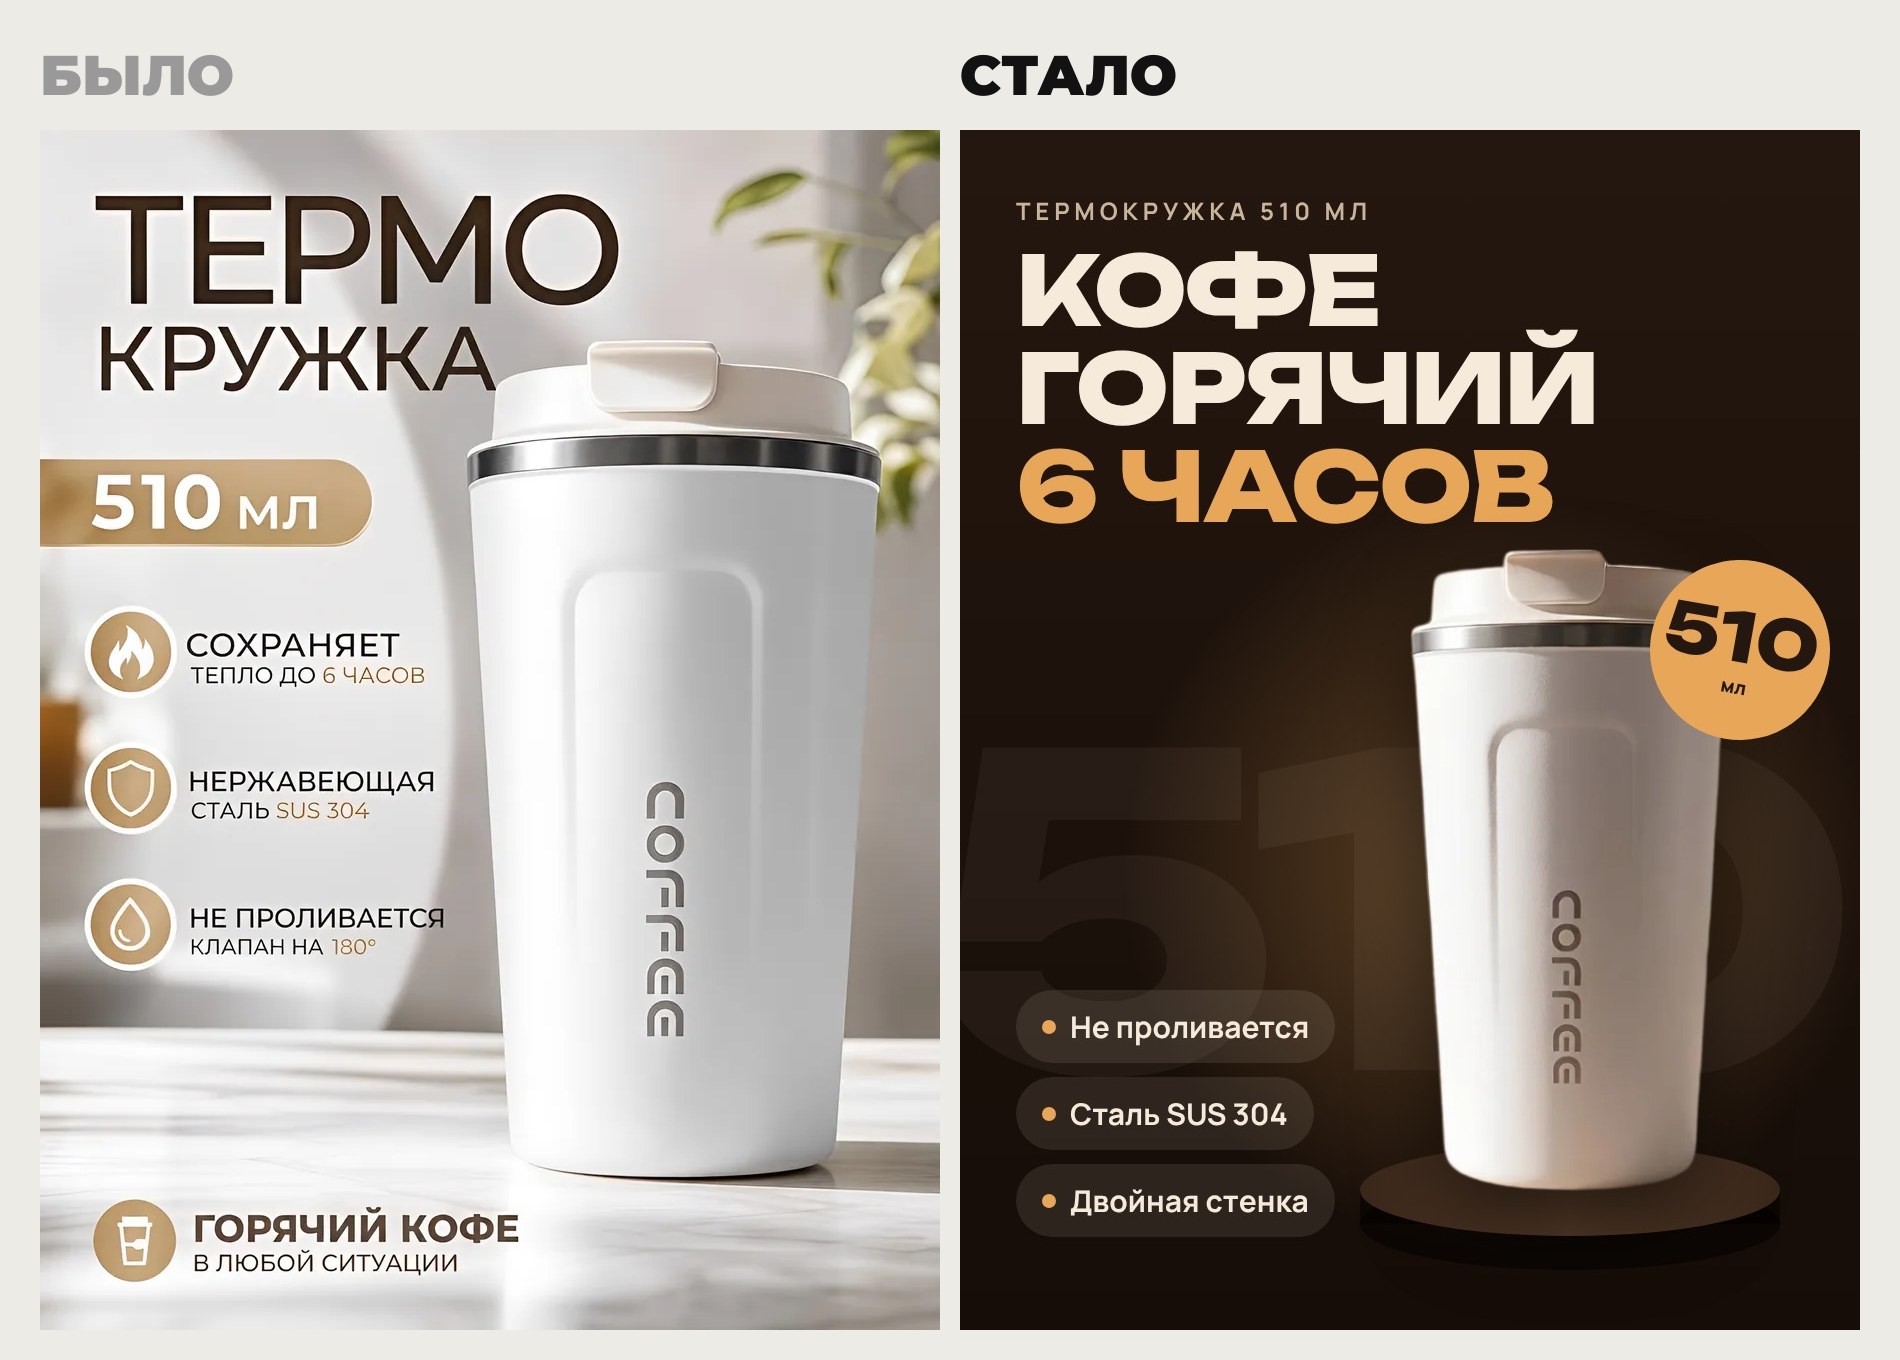 БЫЛО
ТЕРМО
КРУЖКА
510 МЛ
СОХРАНЯЕТ
ТЕПЛО ДО 6 ЧАСОВ
НЕРЖАВЕЮЩАЯ
СТАЛЬ SUS 304
НЕ ПРОЛИВАЕТСЯ
КЛАПАН НА 180°
COFFEE
ГОРЯЧИЙ КОФЕ
В ЛЮБОЙ СИТУАЦИИ
СТАЛО
ТЕРМОКРУЖКА 510 МЛ
КОФЕ
ГОРЯЧИЙ
6 ЧАСОВ
510
мл
510
COFFEE
Не проливается
Сталь SUS 304
Двойная стенка